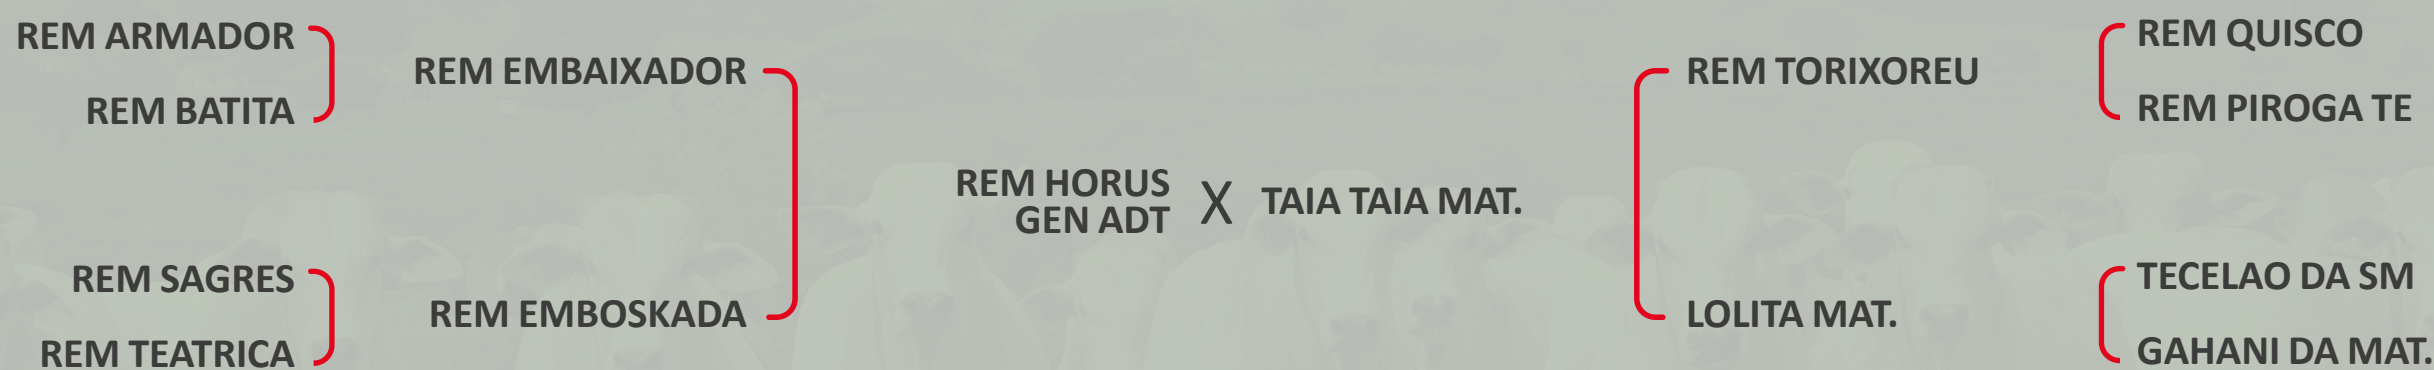 REM ARMADOR
REM BATITA
REM EMBAIXADOR
REM SAGRES
REM TEATRICA
REM EMBOSKADA
REM HORUS
GEN ADT
X
TAIA TAIA MAT.
REM TORIXOREU
LOLITA MAT.
REM QUISCO
REM PIROGA TE
TECELAO DA SM
GAHANI DA MAT.